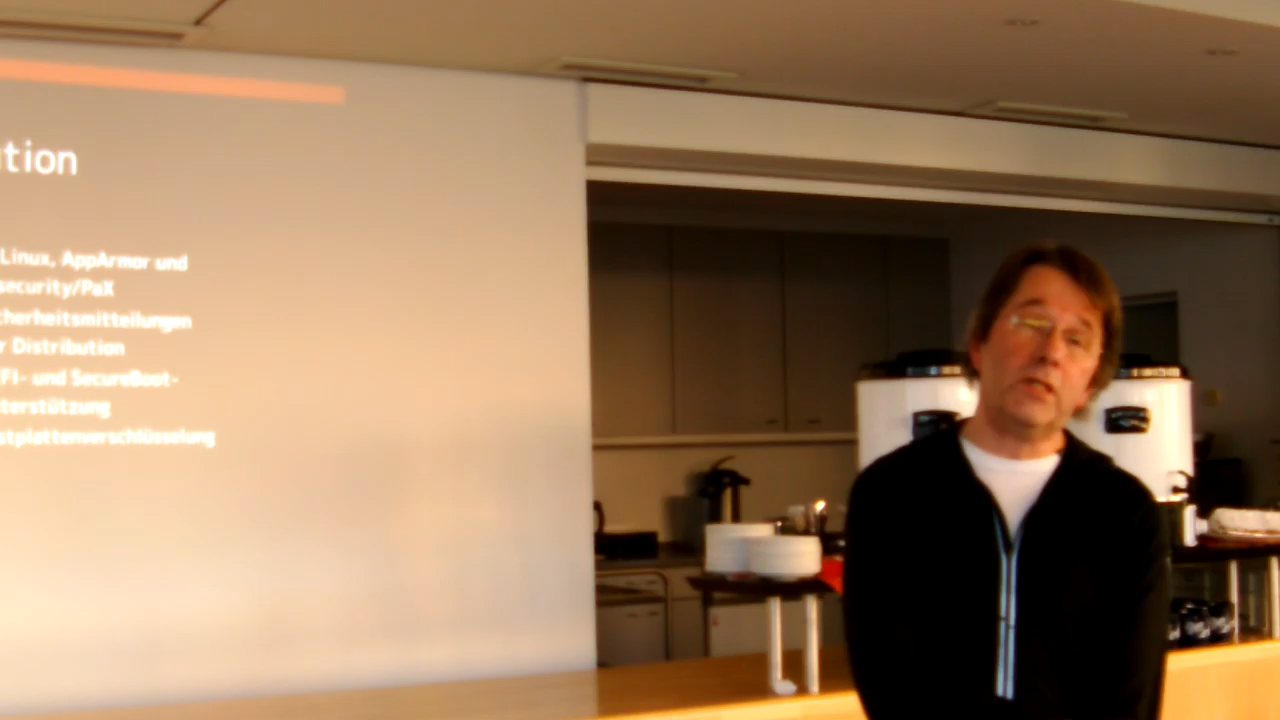 tion
Linux, AppArmor und
security/PaX
cherheitsmitteilungen
r Distribution
FI- und SecureBoot-
terstützung
stplattenverschlüsselung